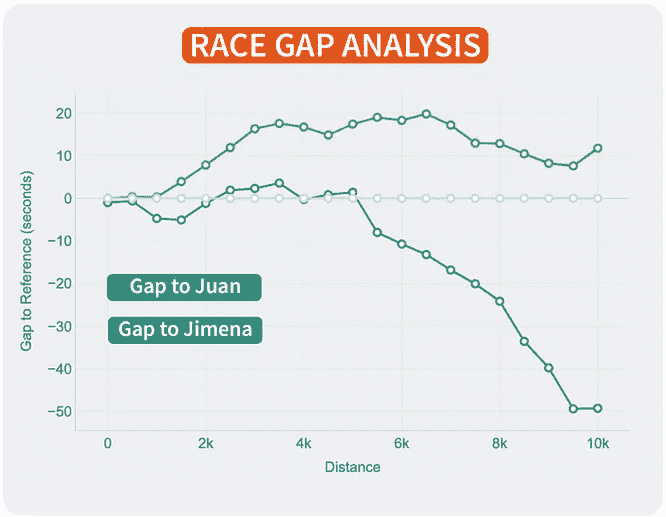 RACE GAP ANALYSIS
Gap to Reference (seconds)
20
10
0
−10
−20
−30
−40
−50
Gap to Juan
Gap to Jimena
0 2k 4k 6k 8k 10k
Distance